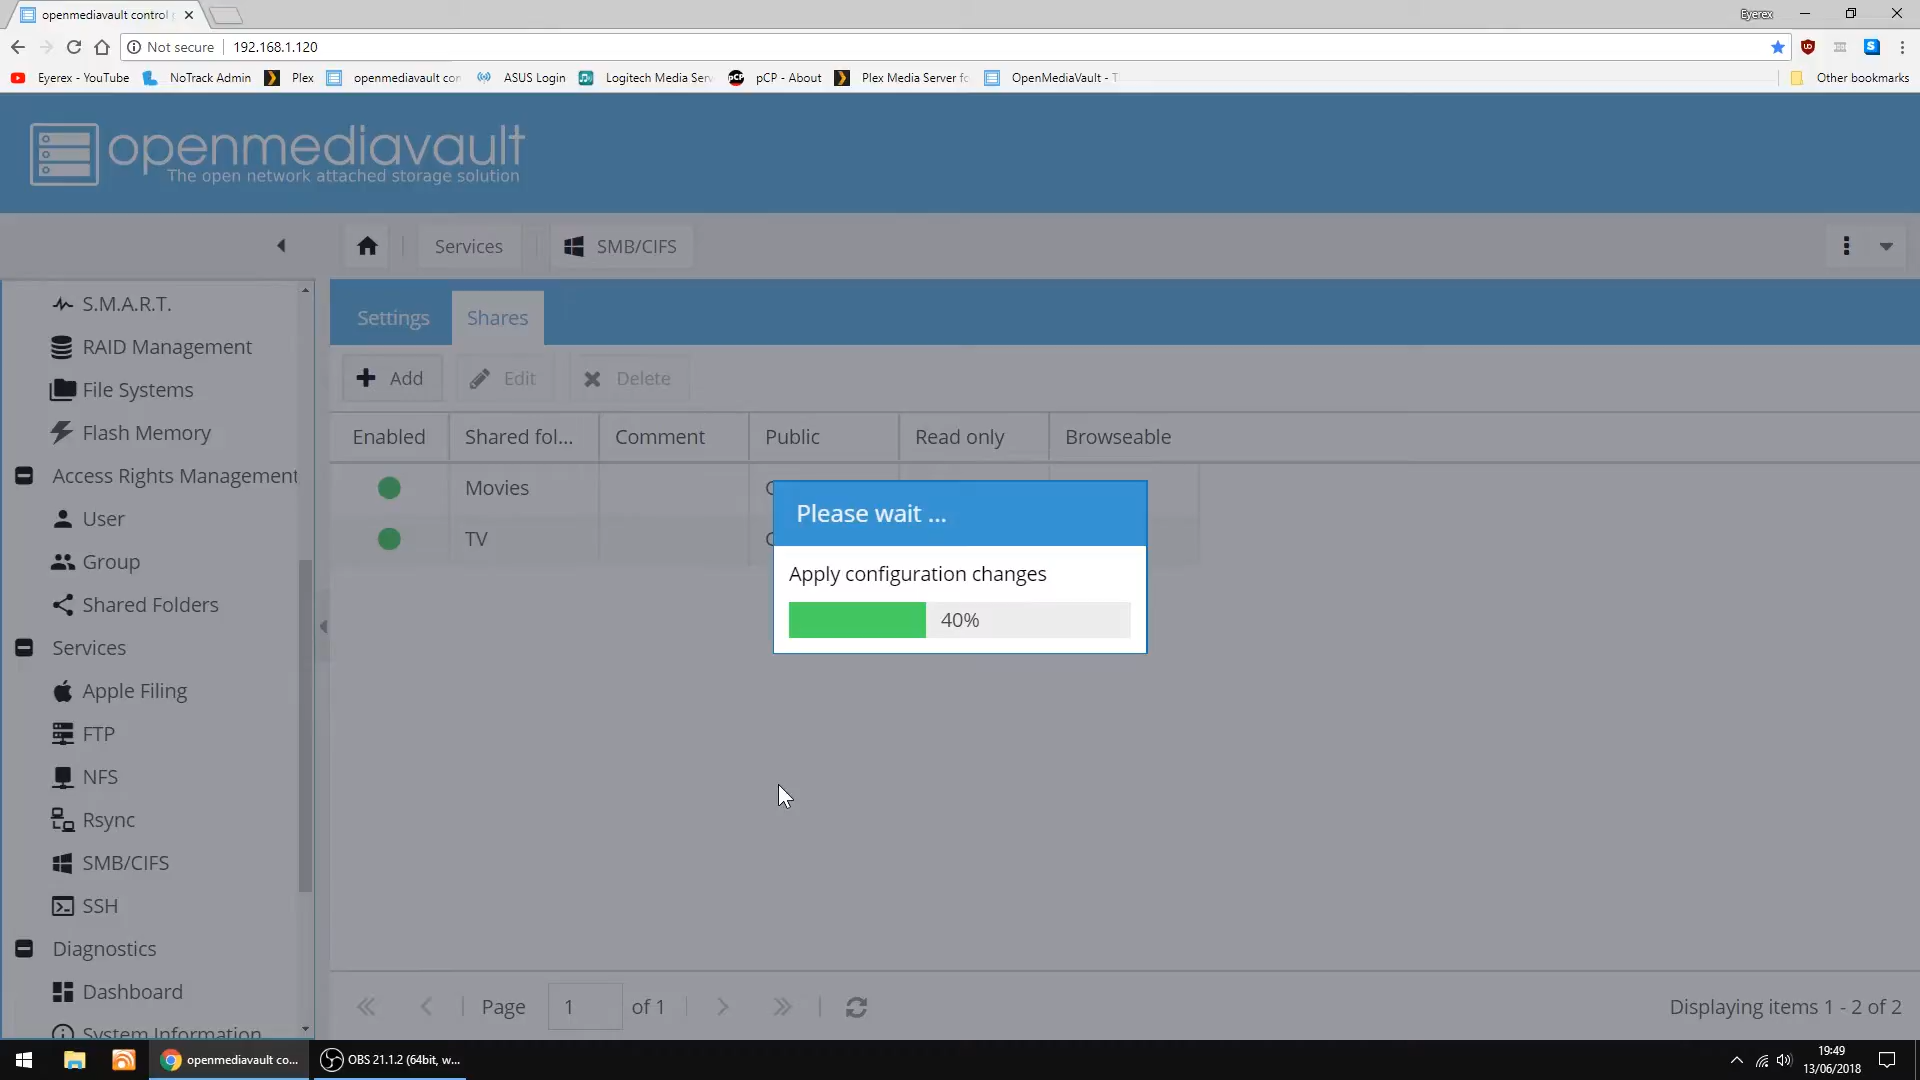 openmediavault control
Eyerex
Not secure
192.168.1.120
Eyerex - YouTube
NoTrack Admin
Plex
openmediavault con
ASUS Login
Logitech Media Serv
pCP - About
Plex Media Server fo
OpenMediaVault - T
Other bookmarks
openmediavault
The open network attached storage solution
Services
SMB/CIFS
S.M.A.R.T.
RAID Management
File Systems
Flash Memory
Access Rights Management
User
Group
Shared Folders
Services
Apple Filing
FTP
NFS
Rsync
SMB/CIFS
SSH
Diagnostics
Dashboard
System Information
Settings
Shares
Add
Edit
Delete
Enabled
Shared fol...
Comment
Public
Read only
Browseable
Movies
TV
Please wait ...
Apply configuration changes
40%
Page
1
of 1
Displaying items 1 - 2 of 2
openmediavault co...
OBS 21.1.2 (64bit, w...
19:49
13/06/2018